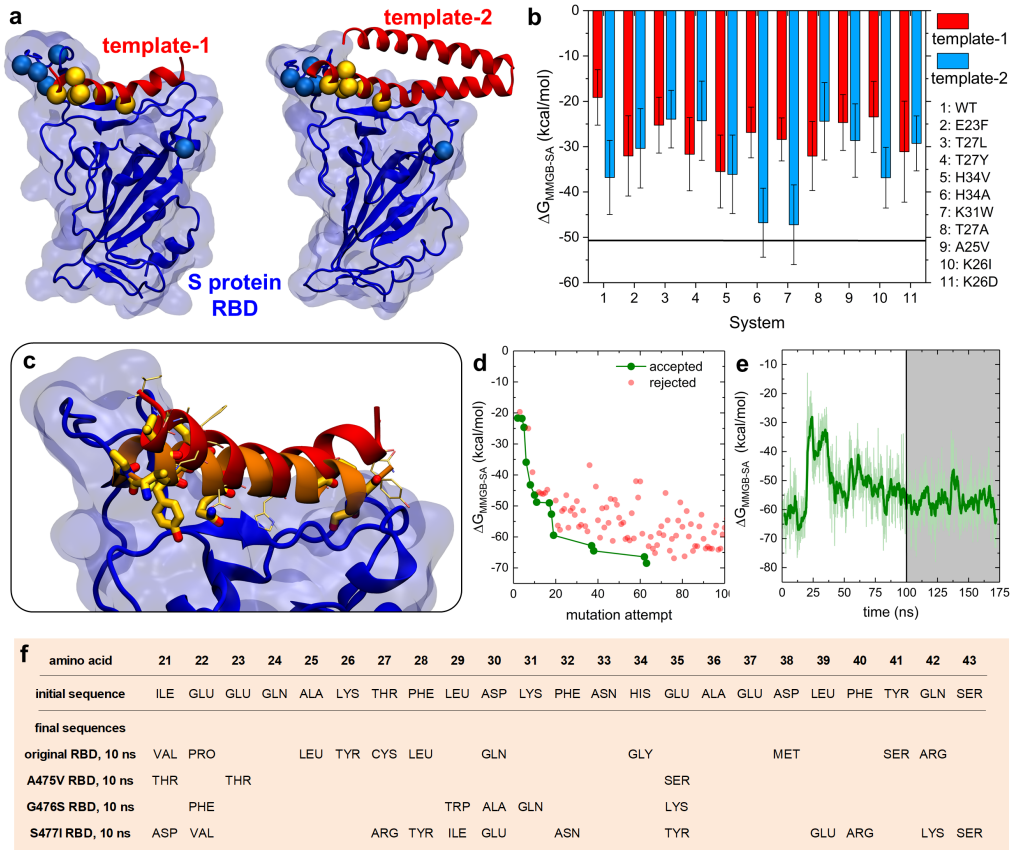 a
template-1
template-2
S protein
RBD
b
ΔG_MMGB-SA (kcal/mol)
0
-10
-20
-30
-40
-50
-60
1 2 3 4 5 6 7 8 9 10 11
System
template-1
template-2
1: WT
2: E23F
3: T27L
4: T27Y
5: H34V
6: H34A
7: K31W
8: T27A
9: A25V
10: K26I
11: K26D
c
d
ΔG_MMGB-SA (kcal/mol)
0
-10
-20
-30
-40
-50
-60
-70
accepted
rejected
0 20 40 60 80 10
mutation attempt
e
ΔG_MMGB-SA (kcal/mol)
-10
-20
-30
-40
-50
-60
-70
-80
0 25 50 75 100 125 150 175
time (ns)
f
amino acid 21 22 23 24 25 26 27 28 29 30 31 32 33 34 35 36 37 38 39 40 41 42 43
initial sequence ILE GLU GLU GLN ALA LYS THR PHE LEU ASP LYS PHE ASN HIS GLU ALA GLU ASP LEU PHE TYR GLN SER
final sequences
original RBD, 10 ns VAL PRO LEU TYR CYS LEU GLN GLY MET SER ARG
A475V RBD, 10 ns THR THR SER
G476S RBD, 10 ns PHE TRP ALA GLN LYS
S477I RBD, 10 ns ASP VAL ARG TYR ILE GLU ASN TYR GLU ARG LYS SER